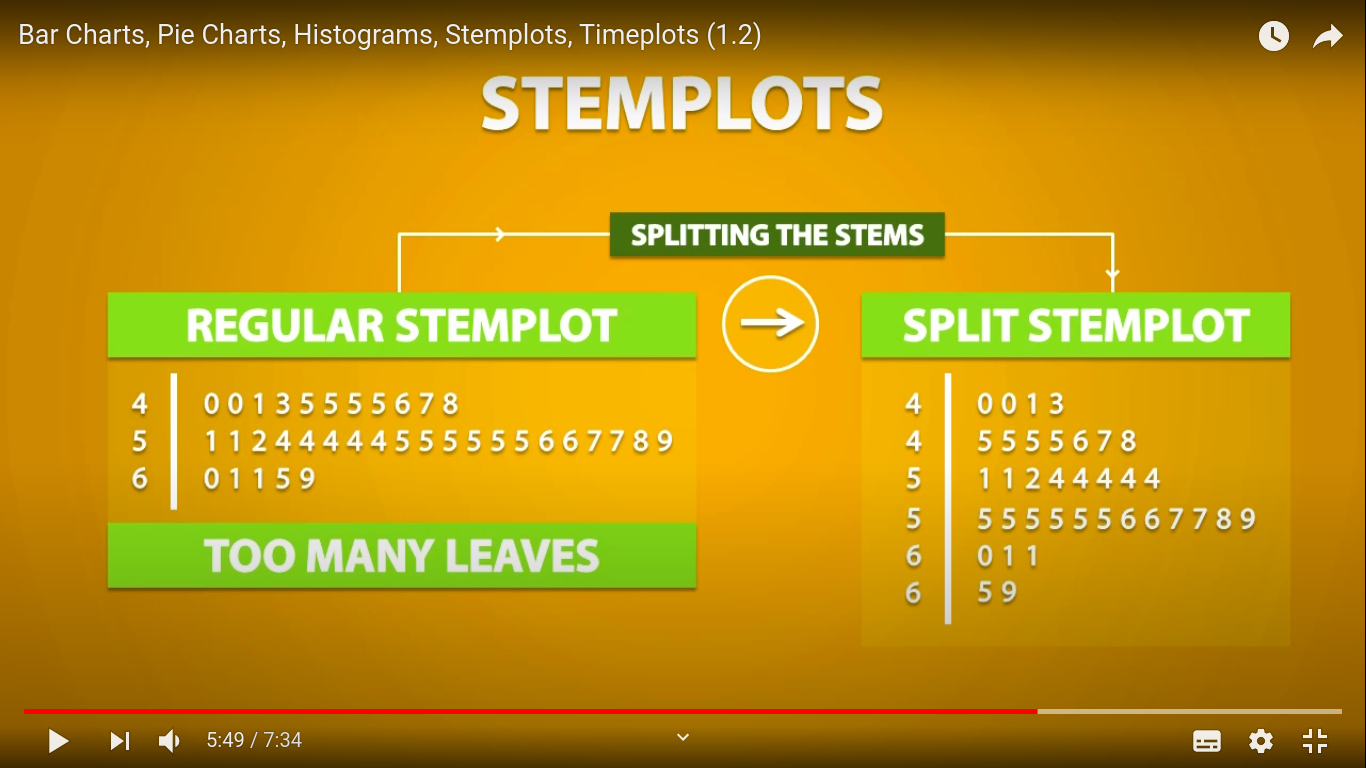 Bar Charts, Pie Charts, Histograms, Stemplots, Timeplots (1.2)
STEMPLOTS
SPLITTING THE STEMS
REGULAR STEMPLOT
4 0 0 1 3 5 5 5 5 6 7 8
5 1 1 2 4 4 4 4 4 5 5 5 5 5 5 6 6 7 7 8 9
6 0 1 1 5 9
TOO MANY LEAVES
SPLIT STEMPLOT
4 0 0 1 3
4 5 5 5 5 6 7 8
5 1 1 2 4 4 4 4 4
5 5 5 5 5 5 5 6 6 7 7 8 9
6 0 1 1
6 5 9
5:49 / 7:34